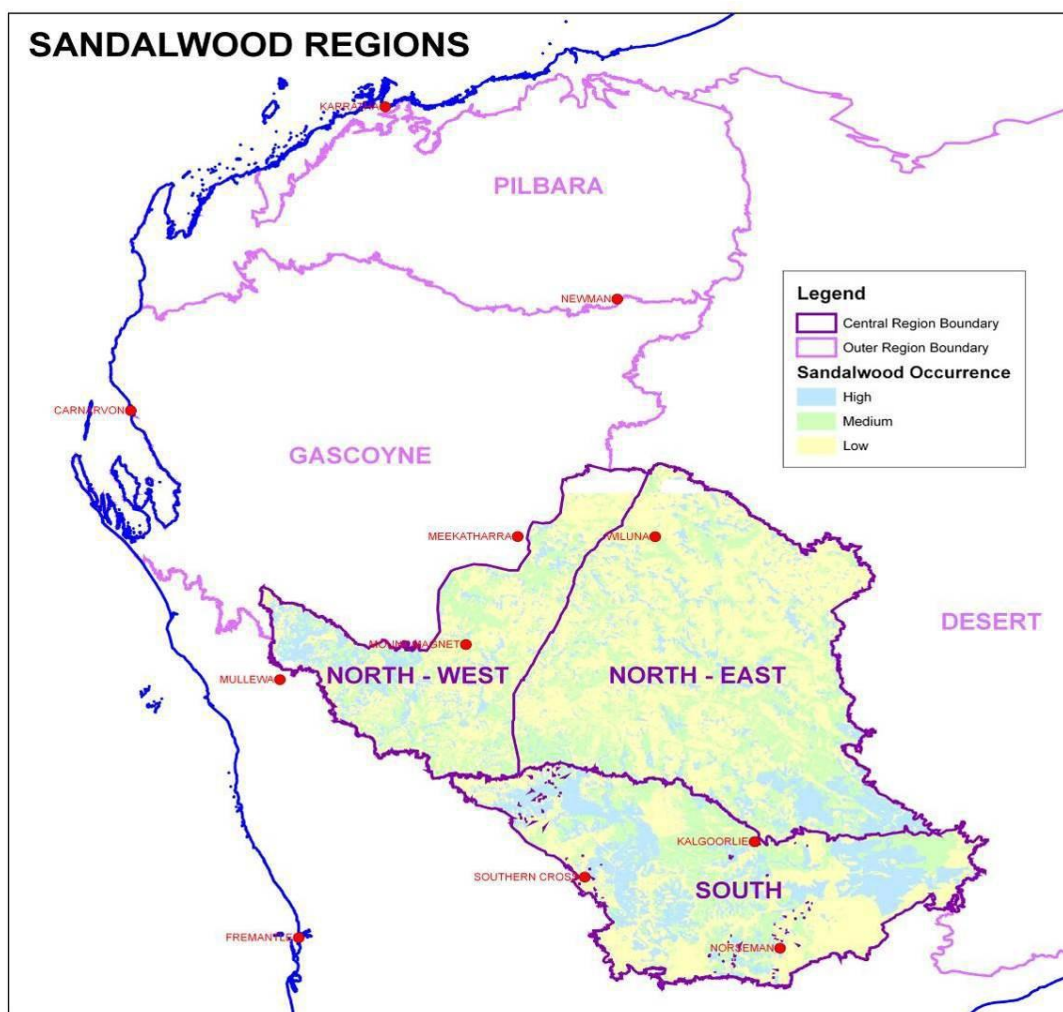 SANDALWOOD REGIONS
KARRATHA
PILBARA
NEWMAN
Legend
Central Region Boundary
Outer Region Boundary
Sandalwood Occurrence
High
Medium
Low
CARNARVON
GASCOYNE
MEEKATHARRA
WILUNA
DESERT
MOUNT MAGNET
NORTH - WEST
NORTH - EAST
MULLEWA
KALGOORLIE
SOUTHERN CROSS
SOUTH
FREMANTLE
NORSEMAN